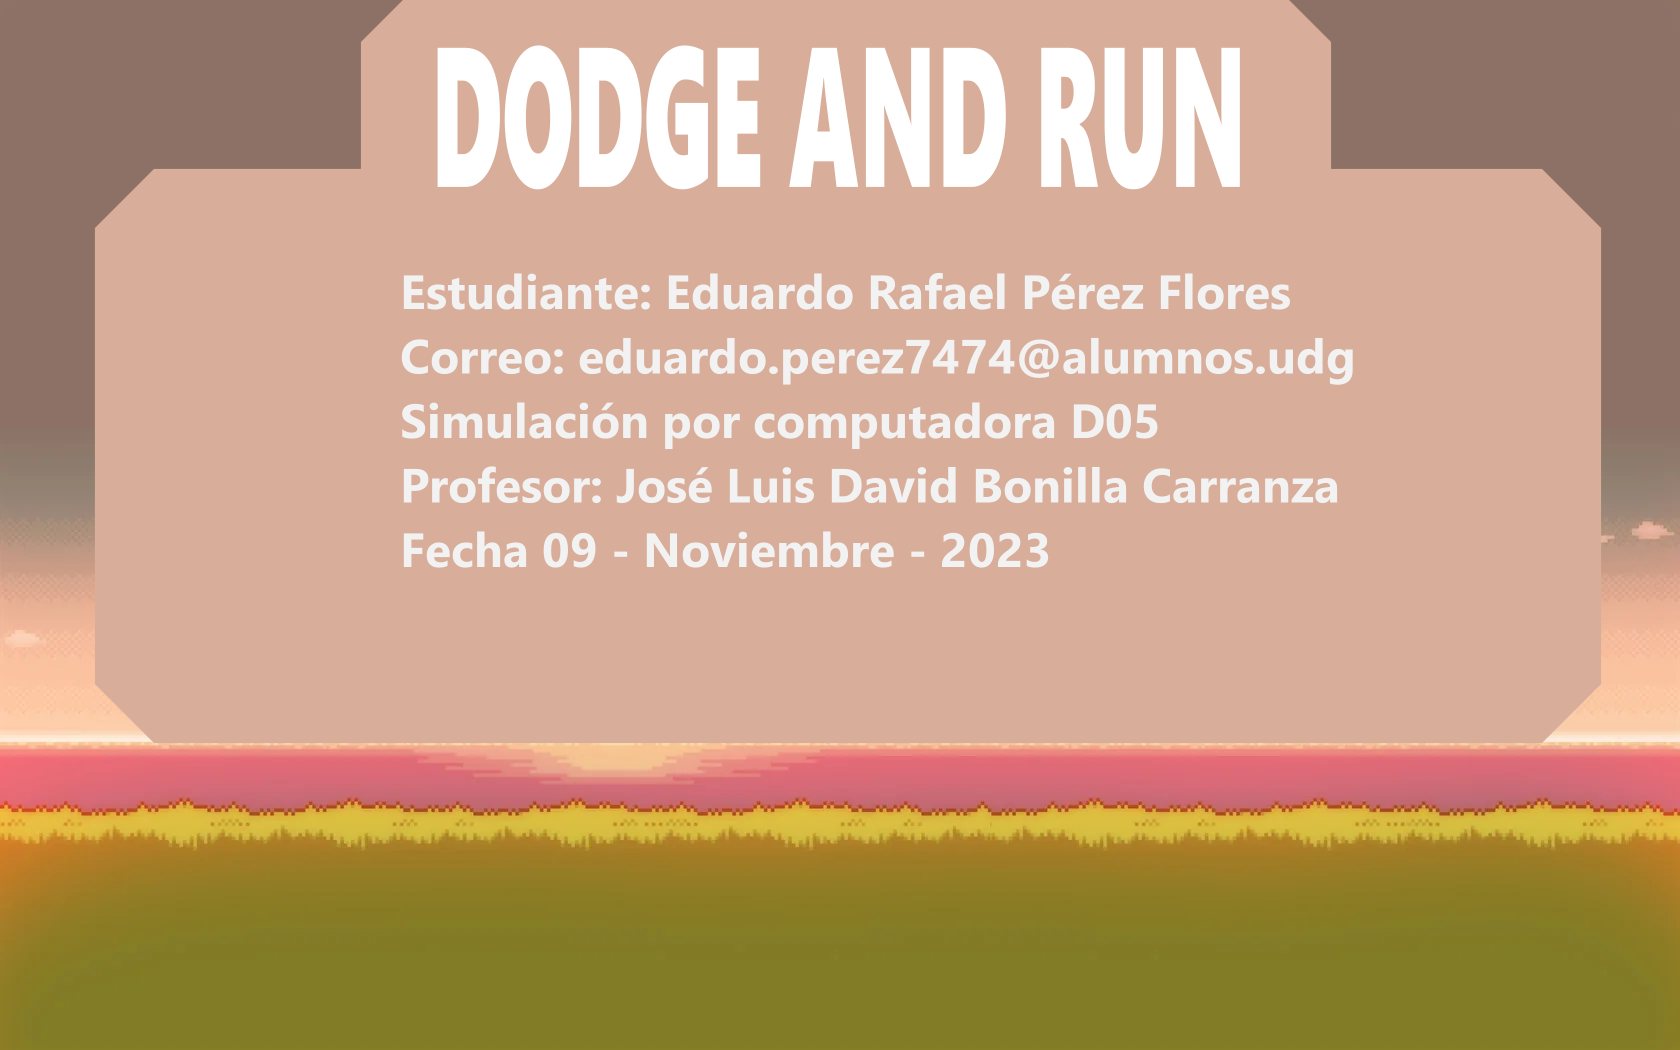 DODGE AND RUN
Estudiante: Eduardo Rafael Pérez Flores
Correo: eduardo.perez7474@alumnos.udg
Simulación por computadora D05
Profesor: José Luis David Bonilla Carranza
Fecha 09 - Noviembre - 2023